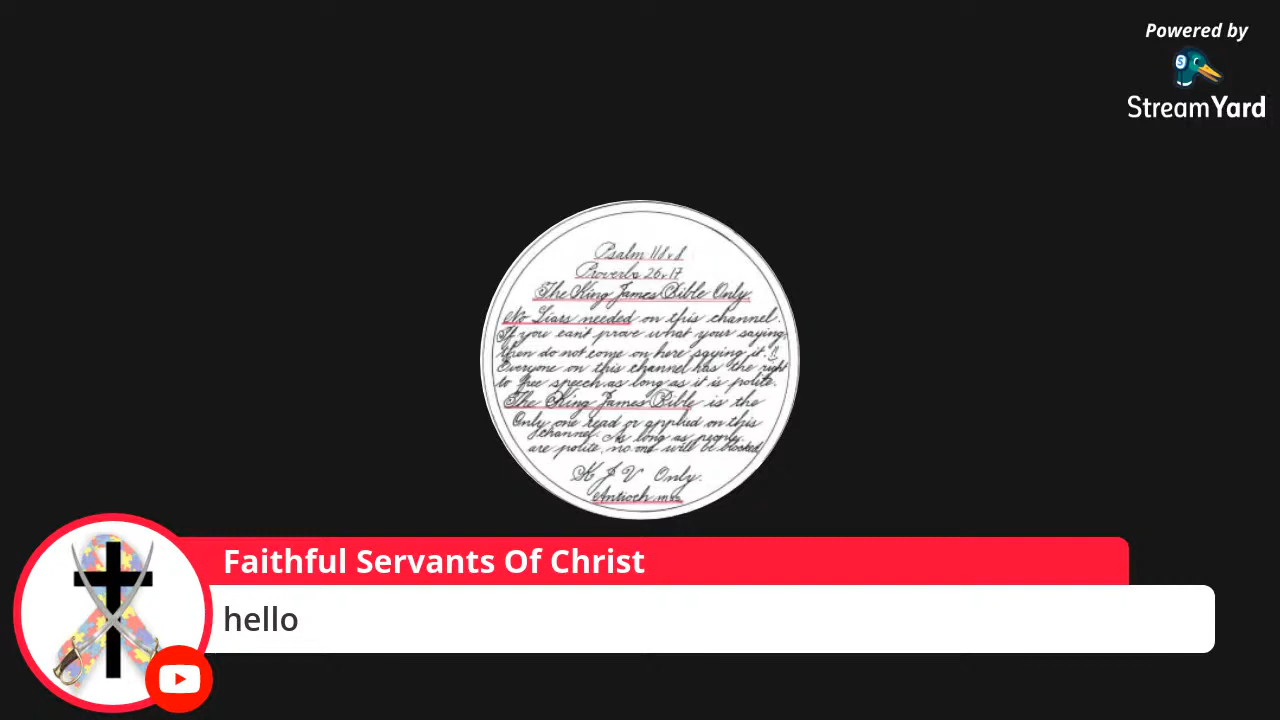 Powered by
StreamYard
Psalm 118 v 8
Proverbs 26 v 17
The King James Bible Only
No Liars needed on this channel.
If you can't prove what your saying
then do not come on here saying it. !!
Everyone on this channel has the right
to free speech as long as it is polite.
The King James Bible is the
Only one read or applied on this
channel. As long as people
are polite, no one will be blocked
K J V Only.
Antioch
Faithful Servants Of Christ
hello